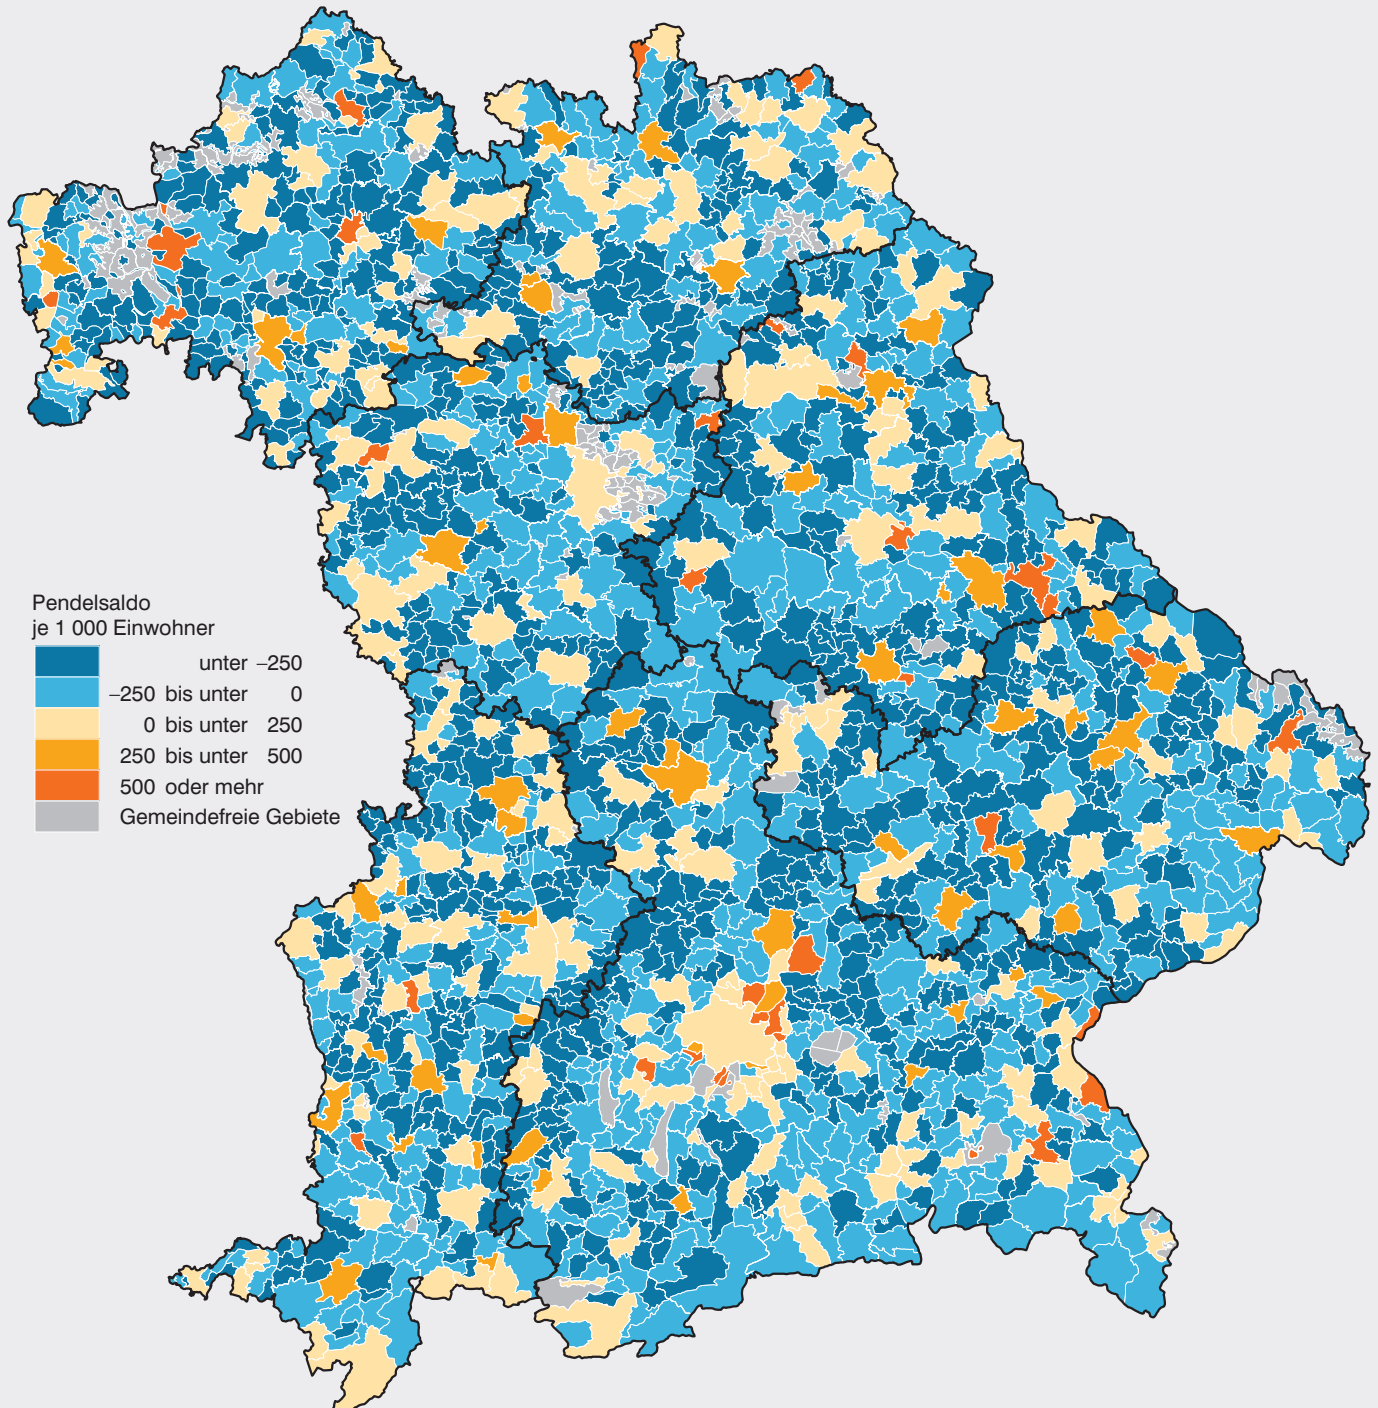 Pendelsaldo
je 1 000 Einwohner
unter –250
–250 bis unter 0
0 bis unter 250
250 bis unter 500
500 oder mehr
Gemeindefreie Gebiete